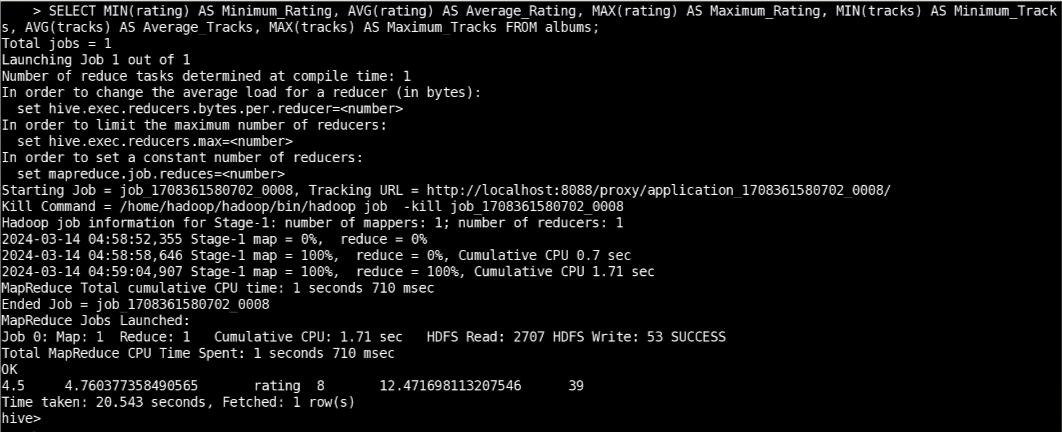 > SELECT MIN(rating) AS Minimum_Rating, AVG(rating) AS Average_Rating, MAX(rating) AS Maximum_Rating, MIN(tracks) AS Minimum_Track
s, AVG(tracks) AS Average_Tracks, MAX(tracks) AS Maximum_Tracks FROM albums;
Total jobs = 1
Launching Job 1 out of 1
Number of reduce tasks determined at compile time: 1
In order to change the average load for a reducer (in bytes):
  set hive.exec.reducers.bytes.per.reducer=<number>
In order to limit the maximum number of reducers:
  set hive.exec.reducers.max=<number>
In order to set a constant number of reducers:
  set mapreduce.job.reduces=<number>
Starting Job = job_1708361580702_0008, Tracking URL = http://localhost:8088/proxy/application_1708361580702_0008/
Kill Command = /home/hadoop/hadoop/bin/hadoop job  -kill job_1708361580702_0008
Hadoop job information for Stage-1: number of mappers: 1; number of reducers: 1
2024-03-14 04:58:52,355 Stage-1 map = 0%,  reduce = 0%
2024-03-14 04:58:58,646 Stage-1 map = 100%,  reduce = 0%, Cumulative CPU 0.7 sec
2024-03-14 04:59:04,907 Stage-1 map = 100%,  reduce = 100%, Cumulative CPU 1.71 sec
MapReduce Total cumulative CPU time: 1 seconds 710 msec
Ended Job = job_1708361580702_0008
MapReduce Jobs Launched:
Job 0: Map: 1  Reduce: 1   Cumulative CPU: 1.71 sec   HDFS Read: 2707 HDFS Write: 53 SUCCESS
Total MapReduce CPU Time Spent: 1 seconds 710 msec
OK
4.5     4.760377358490565       rating  8       12.471698113207546      39
Time taken: 20.543 seconds, Fetched: 1 row(s)
hive>